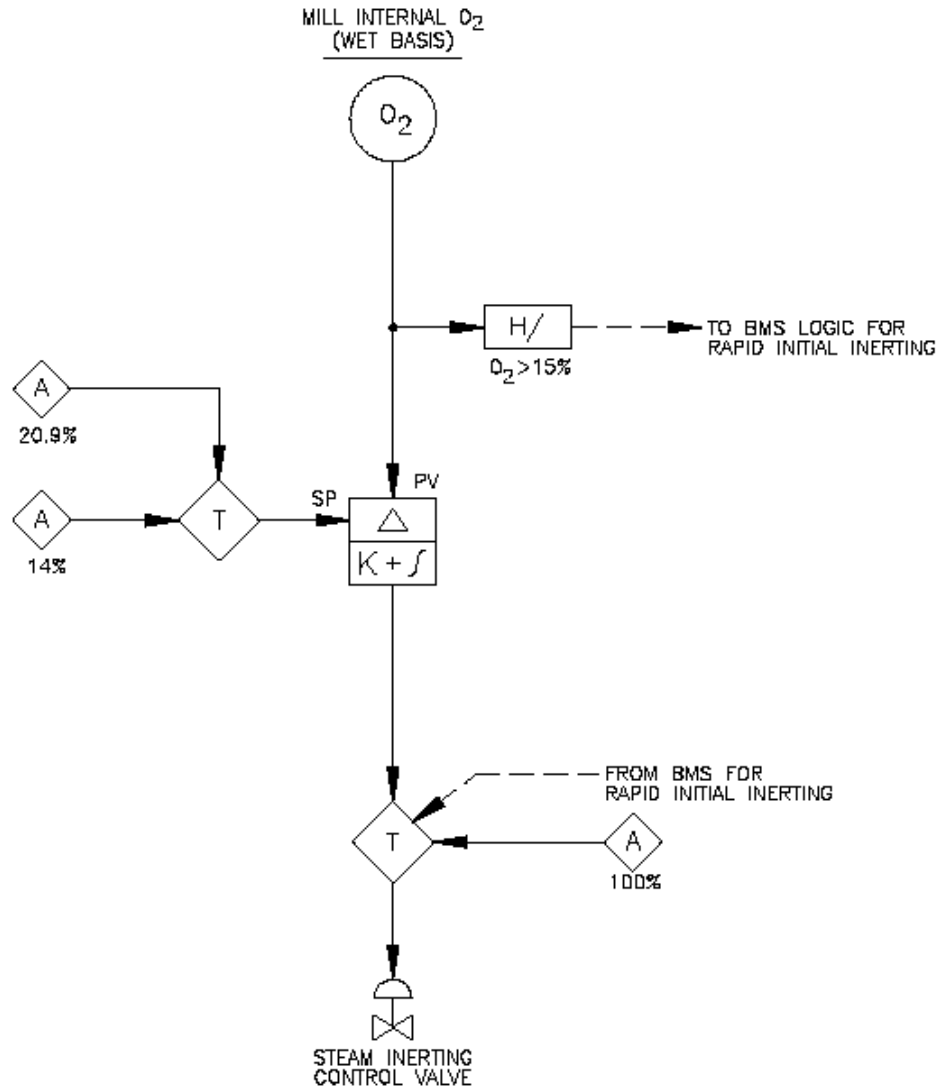 MILL INTERNAL O2
(WET BASIS)
O2
H/
TO BMS LOGIC FOR
RAPID INITIAL INERTING
O2>15%
A
20.9%
SP
PV
A
T
△
14%
K+∫
FROM BMS FOR
RAPID INITIAL INERTING
T
A
100%
STEAM INERTING
CONTROL VALVE